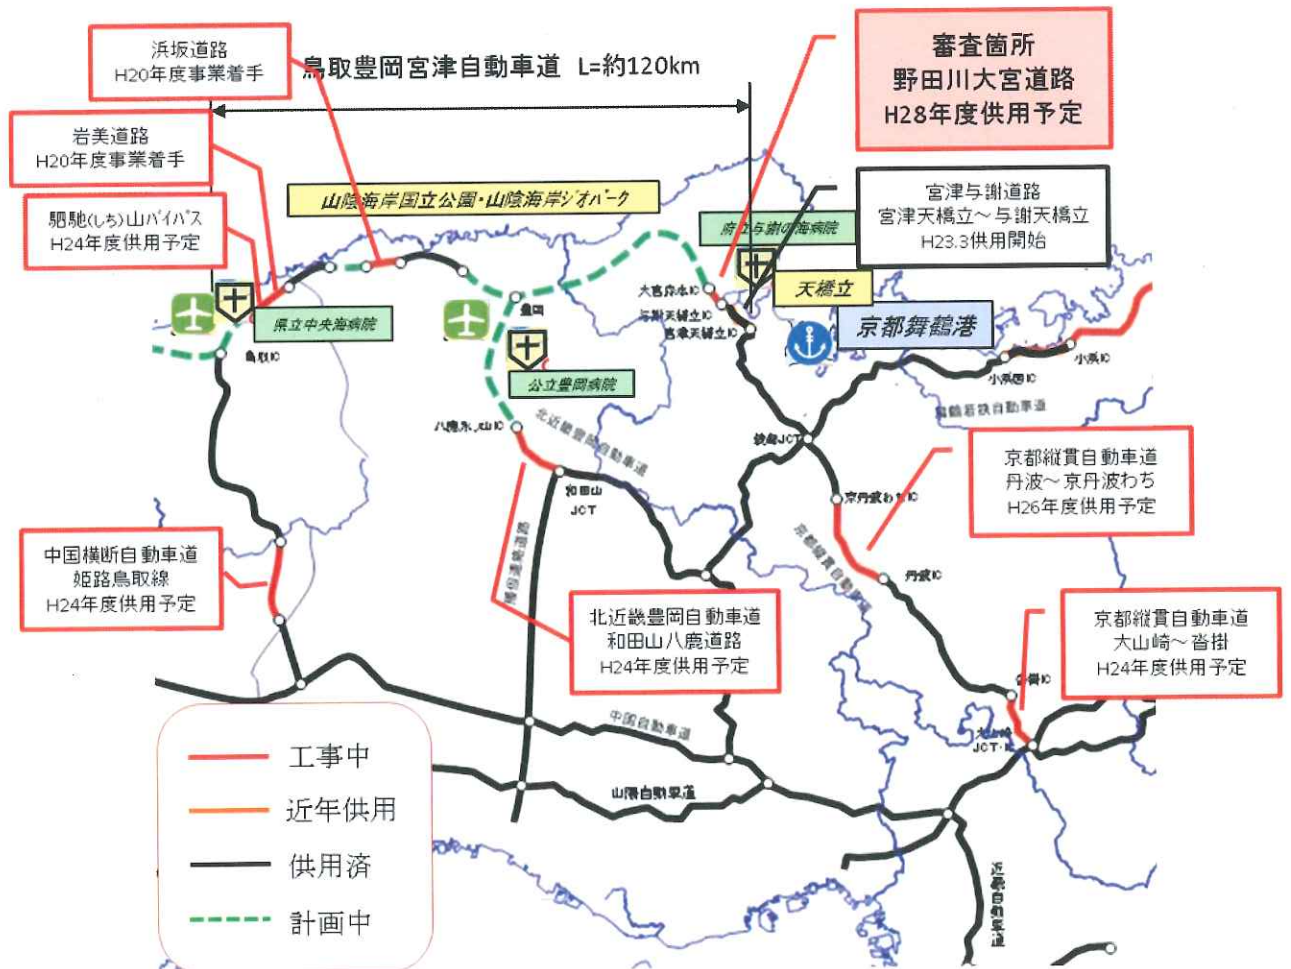 浜坂道路
H20年度事業着手
鳥取豊岡宮津自動車道 L=約120km
審査箇所
野田川大宮道路
H28年度供用予定
岩美道路
H20年度事業着手
駟馳(しち)山バイパス
H24年度供用予定
山陰海岸国立公園・山陰海岸ジオパーク
宮津与謝道路
宮津天橋立～与謝天橋立
H23.3供用開始
府立与謝の海病院
天橋立
京都舞鶴港
県立中央海病院
公立豊岡病院
豊岡
鳥取IC
与謝天橋立IC
宮津天橋立IC
小浜西IC
小浜IC
舞鶴若狭自動車道
北近畿豊岡自動車道
綾部JCT
和田山
JCT
京丹波わちIC
京都縦貫自動車道
丹波～京丹波わち
H26年度供用予定
京都縦貫自動車道
丹波IC
播但連絡道路
中国横断自動車道
姫路鳥取線
H24年度供用予定
北近畿豊岡自動車道
和田山八鹿道路
H24年度供用予定
京都縦貫自動車道
大山崎～沓掛
H24年度供用予定
大山崎
JCT・IC
中国自動車道
山陽自動車道
近畿自動車道
工事中
近年供用
供用済
計画中